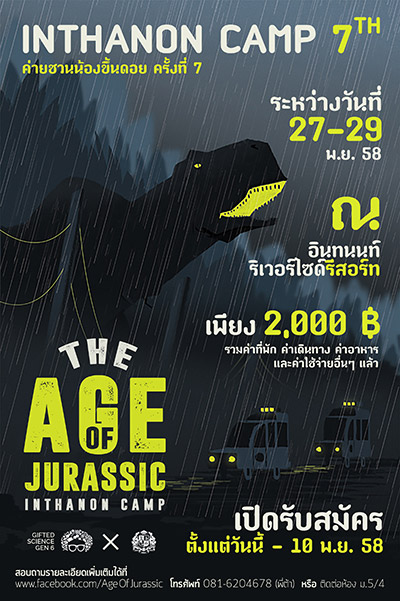 INTHANON CAMP 7TH
ค่ายชวนน้องขึ้นดอย ครั้งที่ 7
ระหว่างวันที่
27-29
พ.ย. 58
ณ
อินทนนท์
ริเวอร์ไซด์รีสอร์ท
เพียง 2,000 ฿
รวมค่าที่พัก ค่าเดินทาง ค่าอาหาร
และค่าใช้จ่ายอื่นๆ แล้ว
THE
AGE
OF
JURASSIC
INTHANON CAMP
GIFTED
SCIENCE
GEN 6
เปิดรับสมัคร
ตั้งแต่วันนี้ - 10 พ.ย. 58
สอบถามรายละเอียดเพิ่มเติมได้ที่
www.facebook.com/AgeOfJurassic โทรศัพท์ 081-6204678 (พี่ต้า) หรือ ติดต่อห้อง ม.5/4